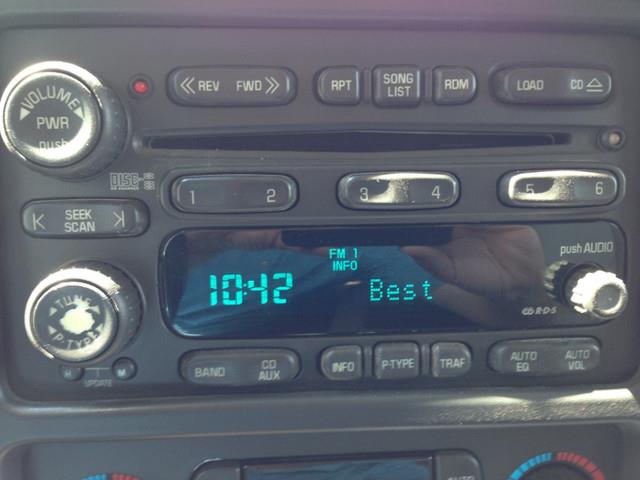 VOLUME
PWR
push
REV FWD
RPT
SONG
LIST
RDM
LOAD CD
DISC
1 2
3 4
5 6
SEEK
SCAN
FM 1
INFO
10:42 Best
push AUDIO
R·D·S
TUNE
P-TYPE
H M
UPDATE
BAND
CD
AUX
INFO
P-TYPE
TRAF
AUTO
EQ
AUTO
VOL
AUTO